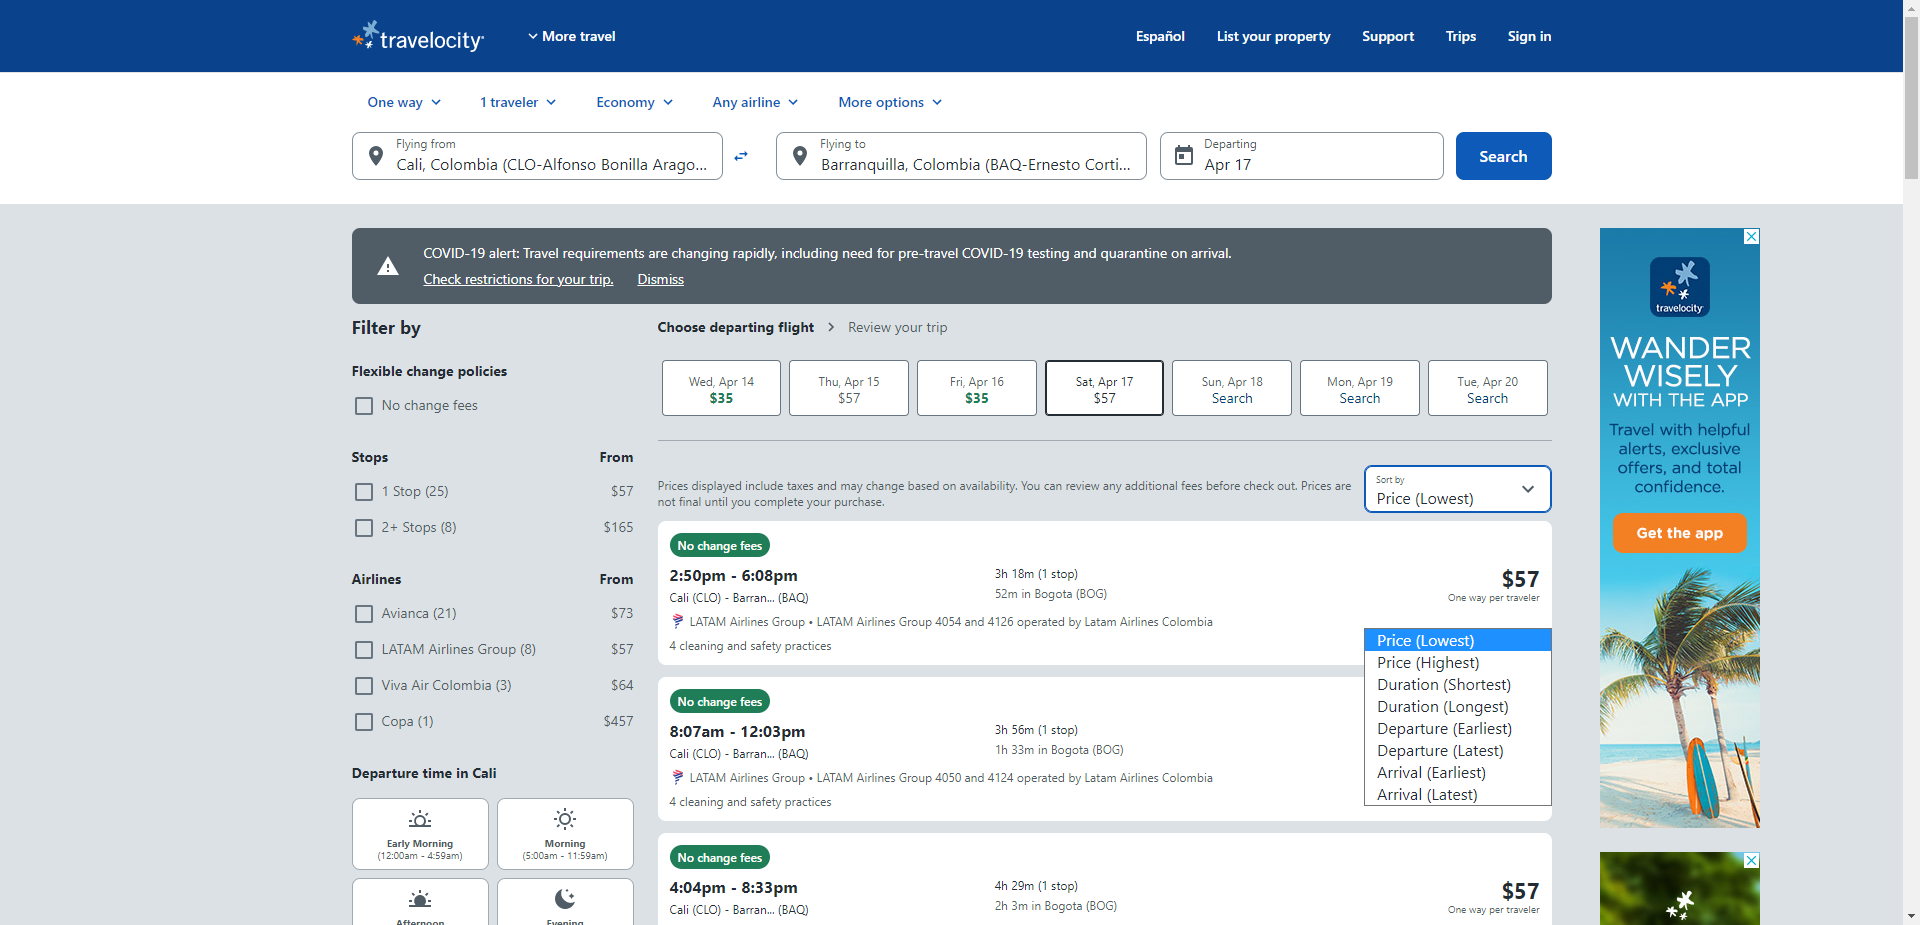 travelocity
More travel
Español
List your property
Support
Trips
Sign in
One way
1 traveler
Economy
Any airline
More options
Flying from
Cali, Colombia (CLO-Alfonso Bonilla Arago...
Flying to
Barranquilla, Colombia (BAQ-Ernesto Corti...
Departing
Apr 17
Search
COVID-19 alert: Travel requirements are changing rapidly, including need for pre-travel COVID-19 testing and quarantine on arrival.
Check restrictions for your trip.
Dismiss
Filter by
Flexible change policies
No change fees
Stops From
1 Stop (25) $57
2+ Stops (8) $165
Airlines From
Avianca (21) $73
LATAM Airlines Group (8) $57
Viva Air Colombia (3) $64
Copa (1) $457
Departure time in Cali
Early Morning
(12:00am - 4:59am)
Morning
(5:00am - 11:59am)
Afternoon
Evening
Choose departing flight
Review your trip
Wed, Apr 14
$35
Thu, Apr 15
$57
Fri, Apr 16
$35
Sat, Apr 17
$57
Sun, Apr 18
Search
Mon, Apr 19
Search
Tue, Apr 20
Search
Prices displayed include taxes and may change based on availability. You can review any additional fees before check out. Prices are
not final until you complete your purchase.
Sort by
Price (Lowest)
No change fees
2:50pm - 6:08pm
Cali (CLO) - Barran... (BAQ)
3h 18m (1 stop)
52m in Bogota (BOG)
$57
One way per traveler
LATAM Airlines Group • LATAM Airlines Group 4054 and 4126 operated by Latam Airlines Colombia
4 cleaning and safety practices
Price (Lowest)
Price (Highest)
Duration (Shortest)
Duration (Longest)
Departure (Earliest)
Departure (Latest)
Arrival (Earliest)
Arrival (Latest)
No change fees
8:07am - 12:03pm
Cali (CLO) - Barran... (BAQ)
3h 56m (1 stop)
1h 33m in Bogota (BOG)
LATAM Airlines Group • LATAM Airlines Group 4050 and 4124 operated by Latam Airlines Colombia
4 cleaning and safety practices
No change fees
4:04pm - 8:33pm
Cali (CLO) - Barran... (BAQ)
4h 29m (1 stop)
2h 3m in Bogota (BOG)
$57
One way per traveler
travelocity
WANDER
WISELY
WITH THE APP
Travel with helpful
alerts, exclusive
offers, and total
confidence.
Get the app